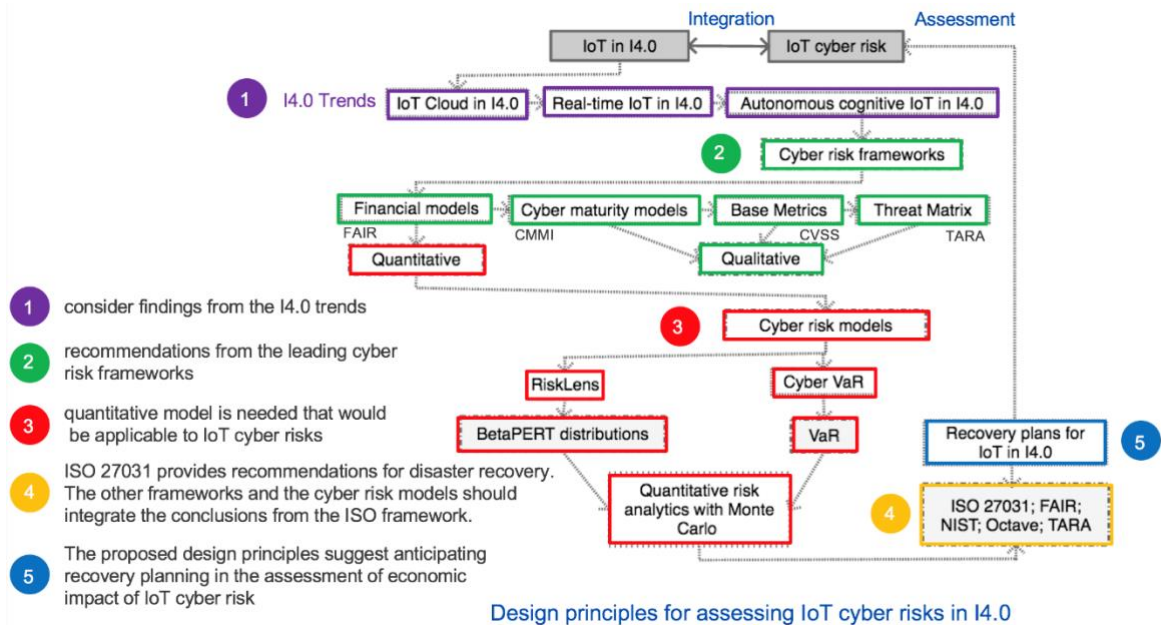 Integration
Assessment
IoT in I4.0
IoT cyber risk
1
I4.0 Trends
IoT Cloud in I4.0
Real-time IoT in I4.0
Autonomous cognitive IoT in I4.0
2
Cyber risk frameworks
Financial models
Cyber maturity models
Base Metrics
Threat Matrix
FAIR
CMMI
CVSS
TARA
Quantitative
Qualitative
1
consider findings from the I4.0 trends
2
recommendations from the leading cyber
risk frameworks
3
quantitative model is needed that would
be applicable to IoT cyber risks
4
ISO 27031 provides recommendations for disaster recovery.
The other frameworks and the cyber risk models should
integrate the conclusions from the ISO framework.
5
The proposed design principles suggest anticipating
recovery planning in the assessment of economic
impact of IoT cyber risk
3
Cyber risk models
RiskLens
Cyber VaR
BetaPERT distributions
VaR
Quantitative risk
analytics with Monte
Carlo
Recovery plans for
IoT in I4.0
5
4
ISO 27031; FAIR;
NIST; Octave; TARA
Design principles for assessing IoT cyber risks in I4.0